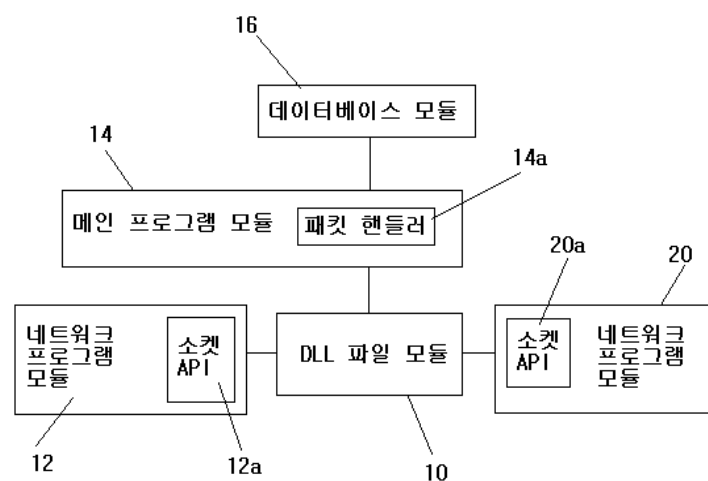 16
데이터베이스 모듈
14
14a
메인 프로그램 모듈
패킷 핸들러
20a
20
네트워크
프로그램
모듈
소켓
API
DLL 파일 모듈
소켓
API
네트워크
프로그램
모듈
12
12a
10